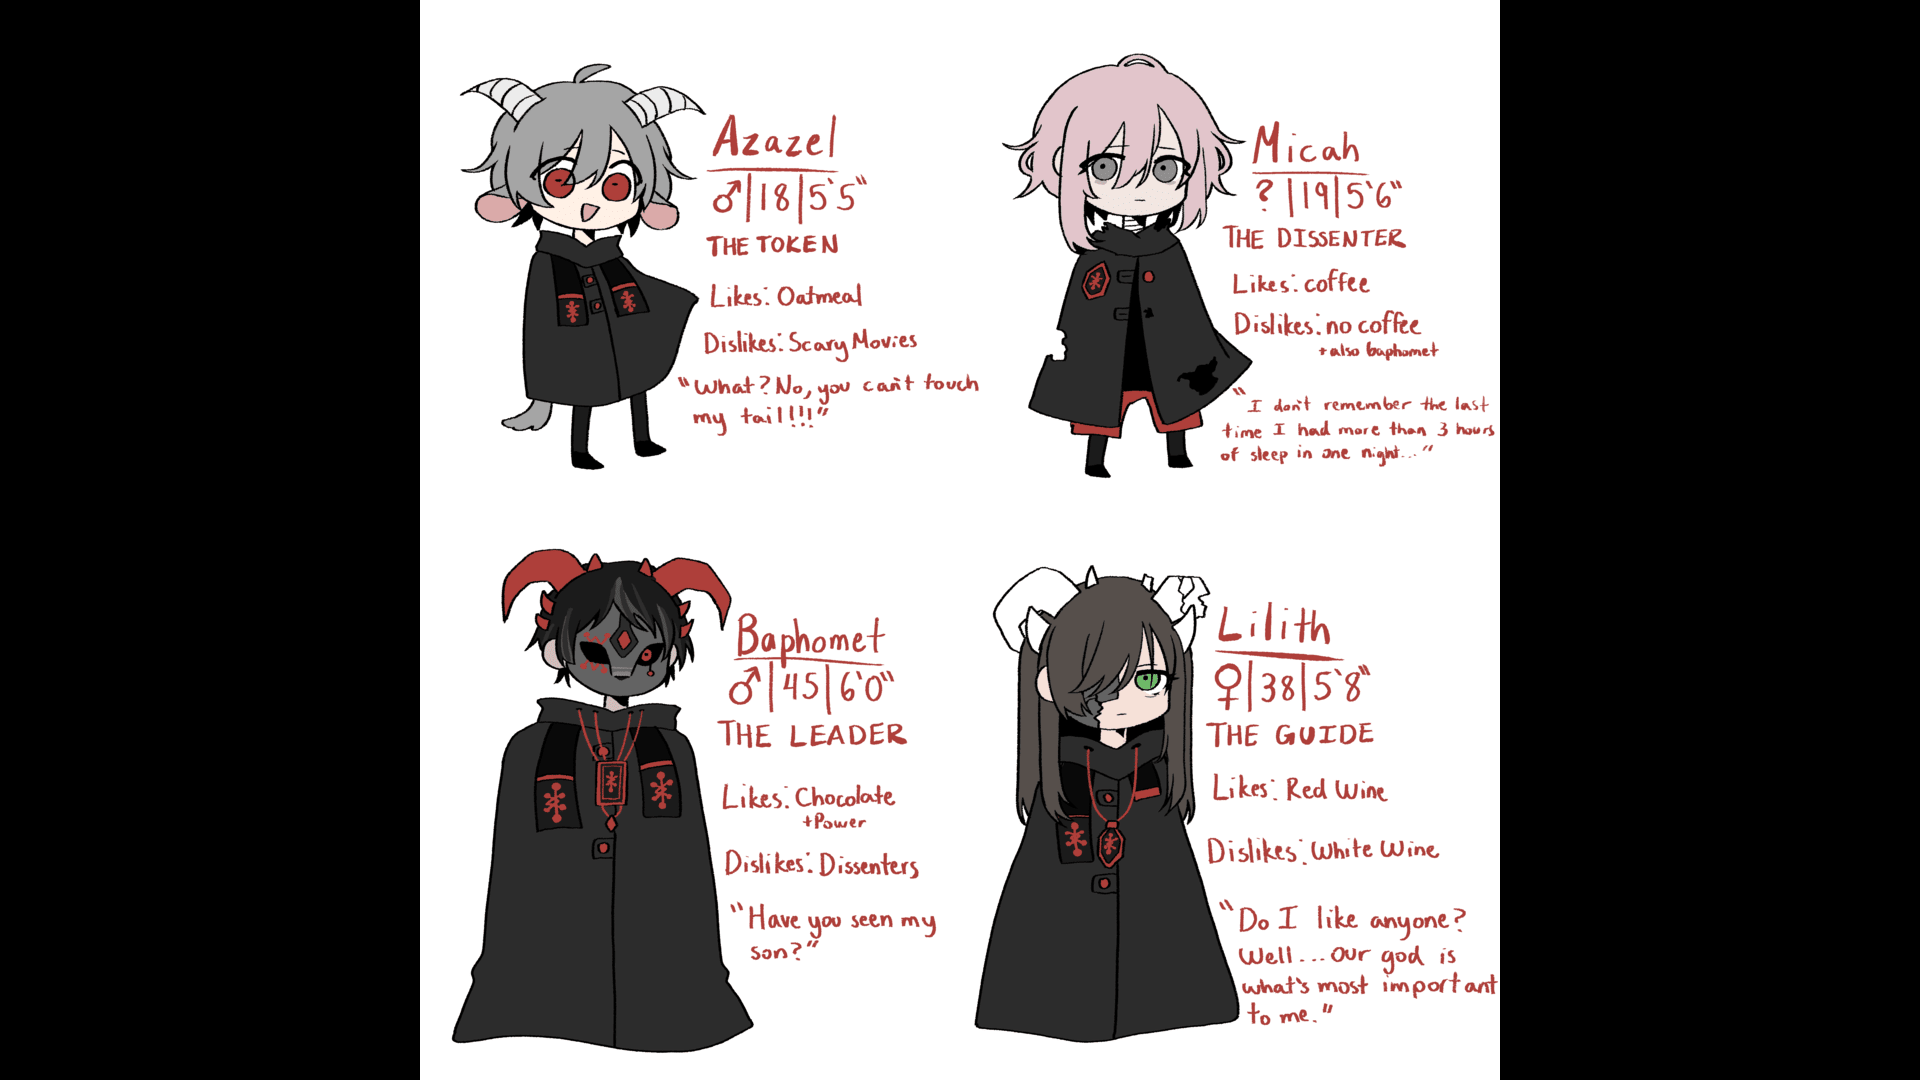 Azazel
♂|18|5'5"
THE TOKEN
Likes: Oatmeal
Dislikes: Scary Movies
"What? No, you can't touch
my tail!!!"
Micah
? |19|5'6"
THE DISSENTER
Likes: coffee
Dislikes: no coffee
+ also baphomet
"I don't remember the last
time I had more than 3 hours
of sleep in one night..."
Baphomet
♂|45|6'0"
THE LEADER
Likes: Chocolate
+Power
Dislikes: Dissenters
"Have you seen my
son?"
Lilith
♀|38|5'8"
THE GUIDE
Likes: Red Wine
Dislikes: White Wine
"Do I like anyone?
Well... Our god is
what's most important
to me."